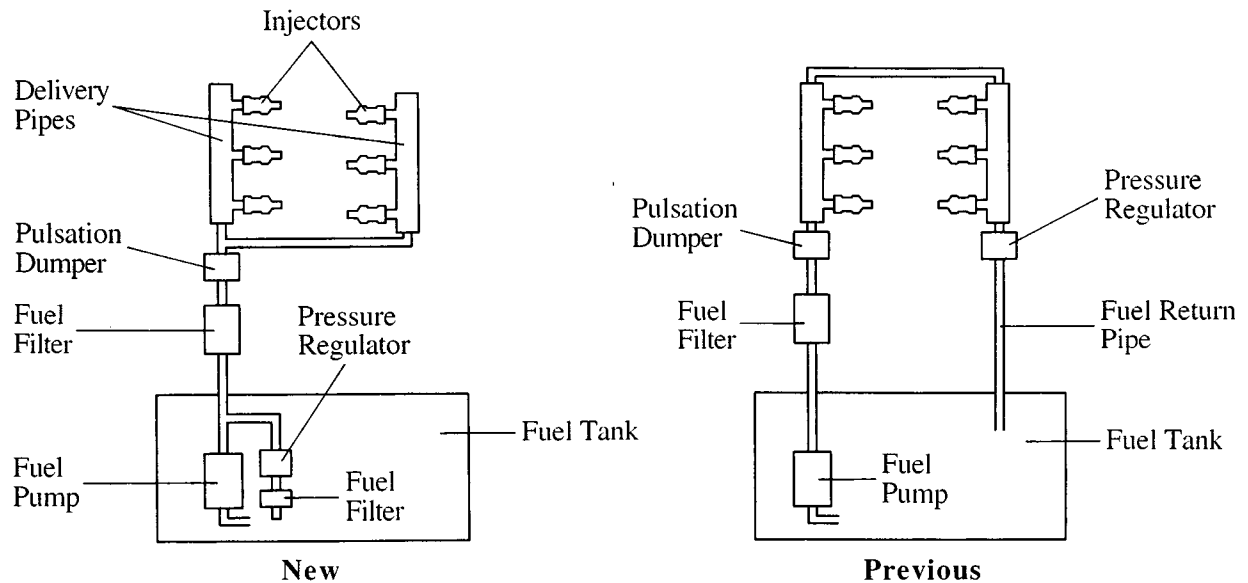 Injectors
Delivery
Pipes
Pulsation
Dumper
Fuel
Filter
Pressure
Regulator
Fuel Tank
Fuel
Pump
Fuel
Filter
New
Pressure
Regulator
Pulsation
Dumper
Fuel
Filter
Fuel Return
Pipe
Fuel Tank
Fuel
Pump
Previous